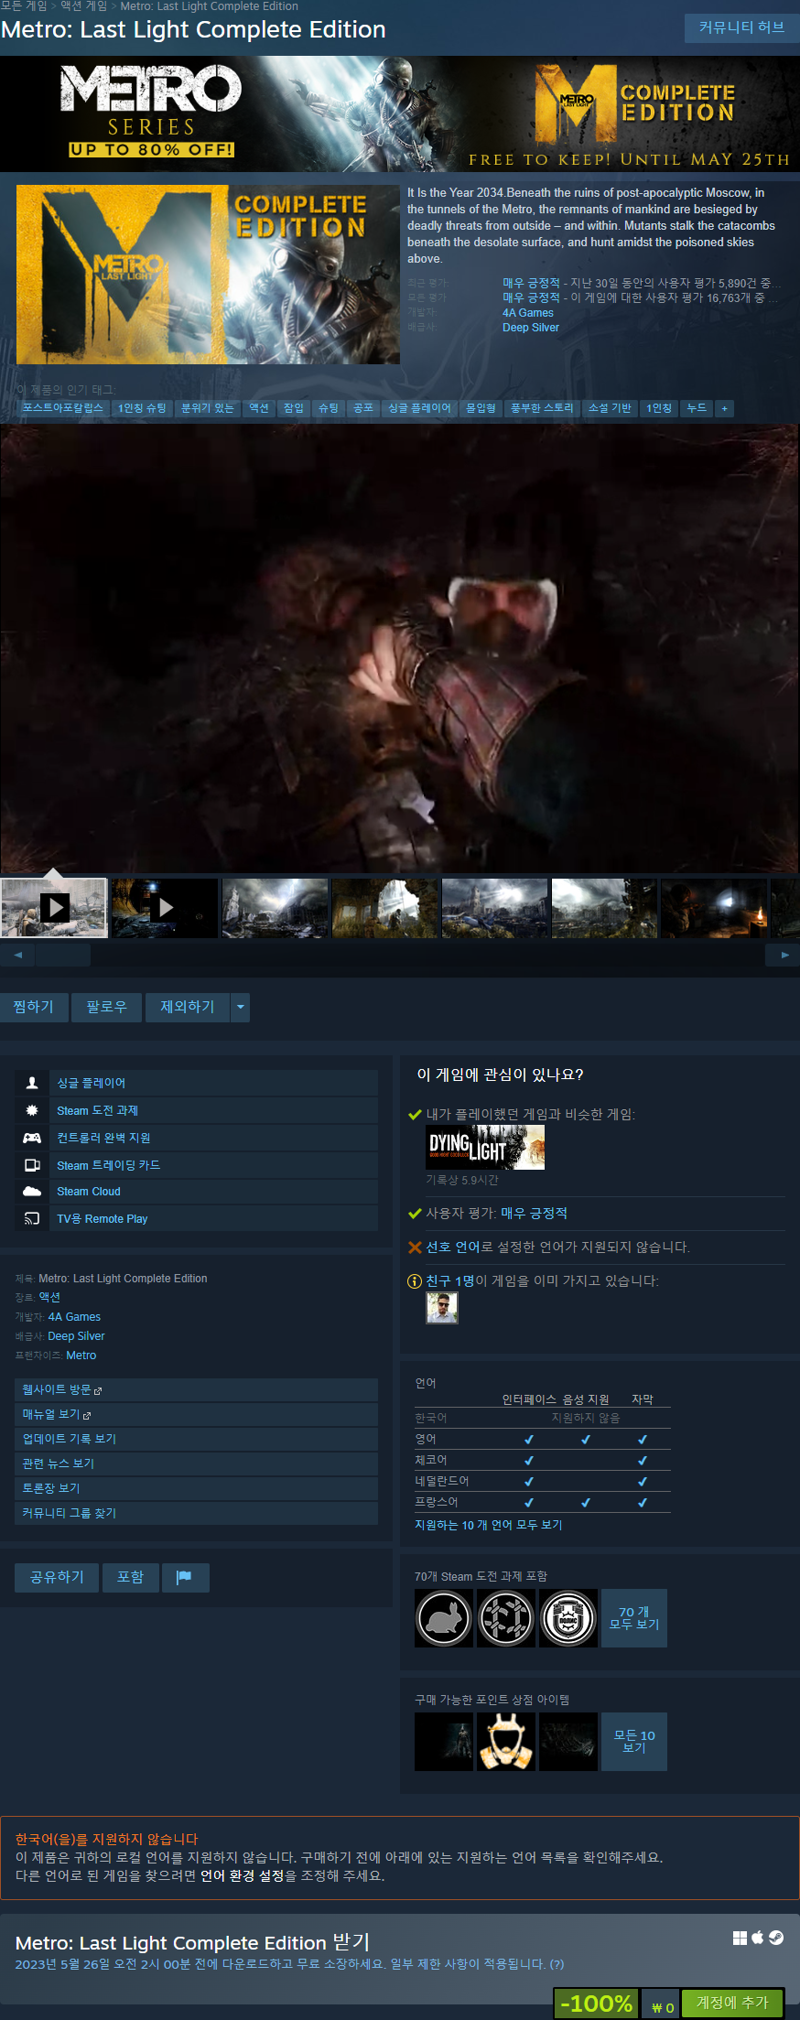 모든 게임 > 액션 게임 > Metro: Last Light Complete Edition
Metro: Last Light Complete Edition
커뮤니티 허브
METRO
SERIES
UP TO 80% OFF!
METRO
LAST LIGHT
COMPLETE
EDITION
FREE TO KEEP! UNTIL MAY 25TH
METRO
LAST LIGHT
COMPLETE
EDITION
It Is the Year 2034.Beneath the ruins of post-apocalyptic Moscow, in
the tunnels of the Metro, the remnants of mankind are besieged by
deadly threats from outside – and within. Mutants stalk the catacombs
beneath the desolate surface, and hunt amidst the poisoned skies
above.
최근 평가: 매우 긍정적 - 지난 30일 동안의 사용자 평가 5,890건 중...
모든 평가: 매우 긍정적 - 이 게임에 대한 사용자 평가 16,763개 중 ...
개발자: 4A Games
배급사: Deep Silver
이 제품의 인기 태그:
포스트아포칼립스 1인칭 슈팅 분위기 있는 액션 잠입 슈팅 공포 싱글 플레이어 몰입형 풍부한 스토리 소설 기반 1인칭 누드 +
찜하기 팔로우 제외하기
싱글 플레이어
Steam 도전 과제
컨트롤러 완벽 지원
Steam 트레이딩 카드
Steam Cloud
TV용 Remote Play
제목: Metro: Last Light Complete Edition
장르: 액션
개발자: 4A Games
배급사: Deep Silver
프랜차이즈: Metro
웹사이트 방문
매뉴얼 보기
업데이트 기록 보기
관련 뉴스 보기
토론장 보기
커뮤니티 그룹 찾기
공유하기 포함
이 게임에 관심이 있나요?
내가 플레이했던 게임과 비슷한 게임:
DYING LIGHT
기록상 5.9시간
사용자 평가: 매우 긍정적
선호 언어로 설정한 언어가 지원되지 않습니다.
친구 1명이 게임을 이미 가지고 있습니다:
언어
인터페이스 음성 지원 자막
한국어 지원하지 않음
영어 ✔ ✔ ✔
체코어 ✔ ✔
네덜란드어 ✔ ✔
프랑스어 ✔ ✔ ✔
지원하는 10 개 언어 모두 보기
70개 Steam 도전 과제 포함
70 개
모두 보기
구매 가능한 포인트 상점 아이템
모든 10
보기
한국어(을)를 지원하지 않습니다
이 제품은 귀하의 로컬 언어를 지원하지 않습니다. 구매하기 전에 아래에 있는 지원하는 언어 목록을 확인해주세요.
다른 언어로 된 게임을 찾으려면 언어 환경 설정을 조정해 주세요.
Metro: Last Light Complete Edition 받기
2023년 5월 26일 오전 2시 00분 전에 다운로드하고 무료 소장하세요. 일부 제한 사항이 적용됩니다. (?)
-100% ₩ 0 계정에 추가